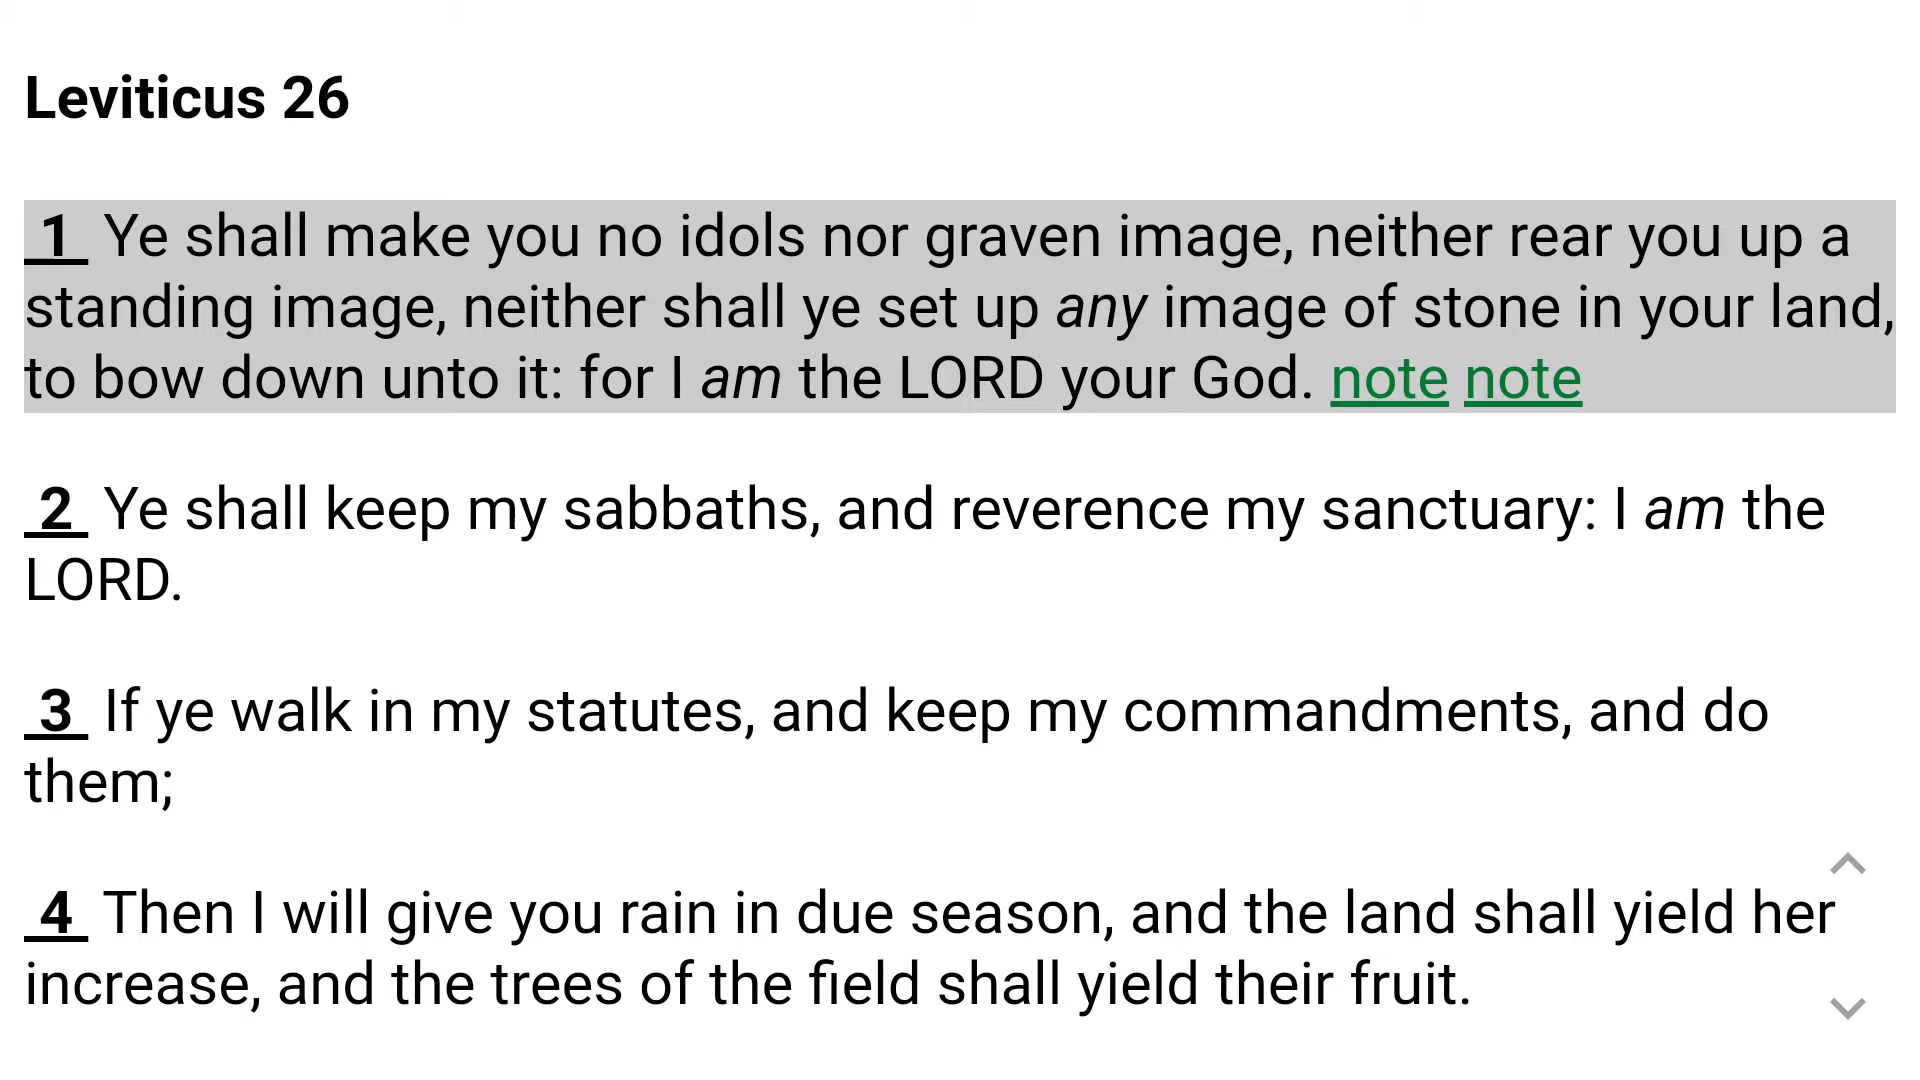 Leviticus 26
1 Ye shall make you no idols nor graven image, neither rear you up a
standing image, neither shall ye set up any image of stone in your land,
to bow down unto it: for I am the LORD your God. note note
2 Ye shall keep my sabbaths, and reverence my sanctuary: I am the
LORD.
3 If ye walk in my statutes, and keep my commandments, and do
them;
4 Then I will give you rain in due season, and the land shall yield her
increase, and the trees of the field shall yield their fruit.